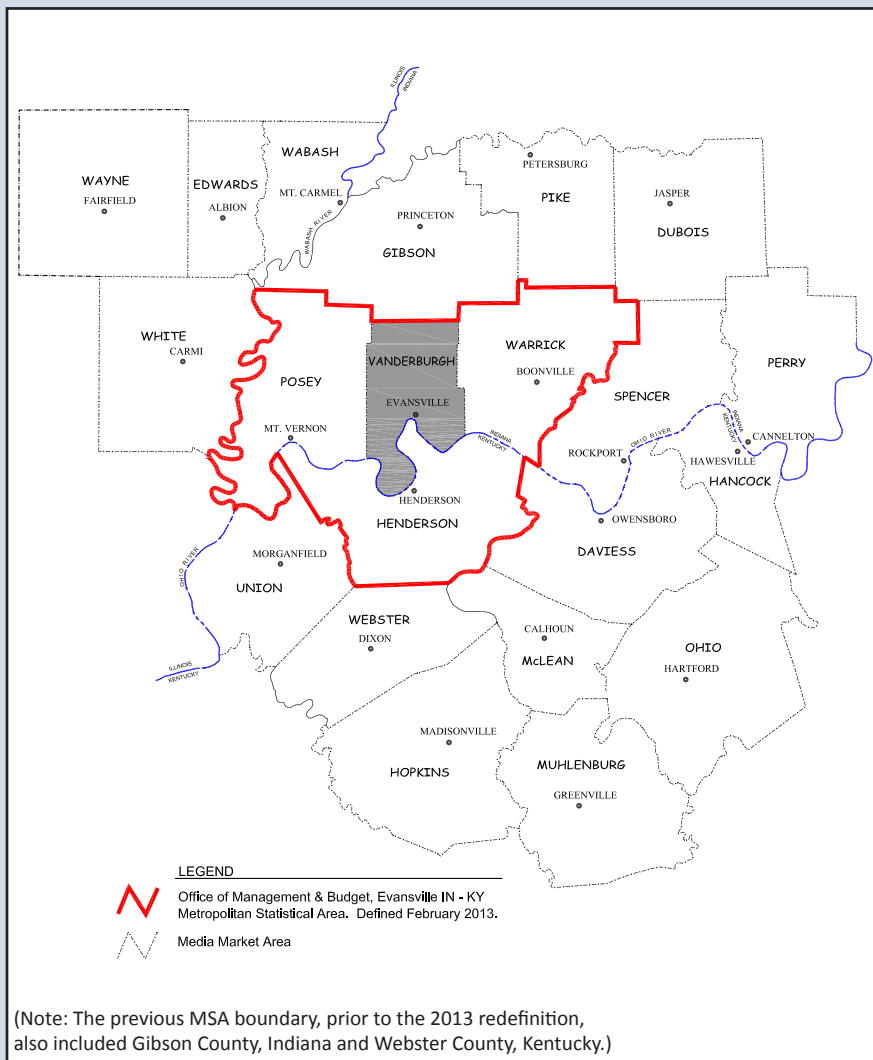 ILLINOIS
INDIANA
WABASH
WAYNE
EDWARDS
FAIRFIELD
ALBION
MT. CARMEL
WABASH RIVER
PETERSBURG
PIKE
JASPER
DUBOIS
PRINCETON
GIBSON
WHITE
CARMI
POSEY
MT. VERNON
VANDERBURGH
EVANSVILLE
WARRICK
BOONVILLE
SPENCER
PERRY
INDIANA
KENTUCKY
ROCKPORT
OHIO RIVER
INDIANA
KENTUCKY
CANNELTON
HAWESVILLE
HANCOCK
HENDERSON
HENDERSON
OWENSBORO
DAVIESS
OHIO RIVER
MORGANFIELD
UNION
WEBSTER
DIXON
CALHOUN
McLEAN
OHIO
HARTFORD
ILLINOIS
KENTUCKY
MADISONVILLE
HOPKINS
MUHLENBURG
GREENVILLE
LEGEND
Office of Management & Budget, Evansville IN - KY
Metropolitan Statistical Area. Defined February 2013.
Media Market Area
(Note: The previous MSA boundary, prior to the 2013 redefinition,
also included Gibson County, Indiana and Webster County, Kentucky.)